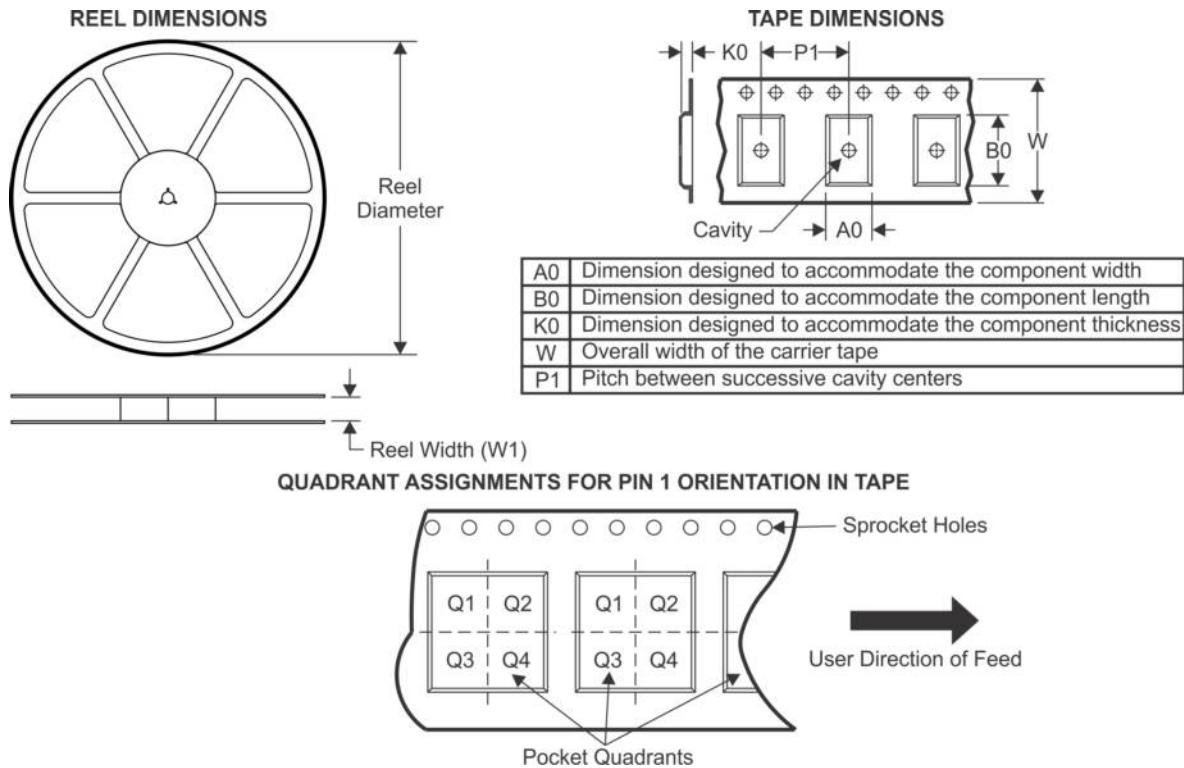 REEL DIMENSIONS
Reel
Diameter
Reel Width (W1)
TAPE DIMENSIONS
K0
P1
B0
W
Cavity
A0
A0 Dimension designed to accommodate the component width
B0 Dimension designed to accommodate the component length
K0 Dimension designed to accommodate the component thickness
W Overall width of the carrier tape
P1 Pitch between successive cavity centers
QUADRANT ASSIGNMENTS FOR PIN 1 ORIENTATION IN TAPE
Sprocket Holes
Q1 Q2 Q1 Q2
Q3 Q4 Q3 Q4
User Direction of Feed
Pocket Quadrants